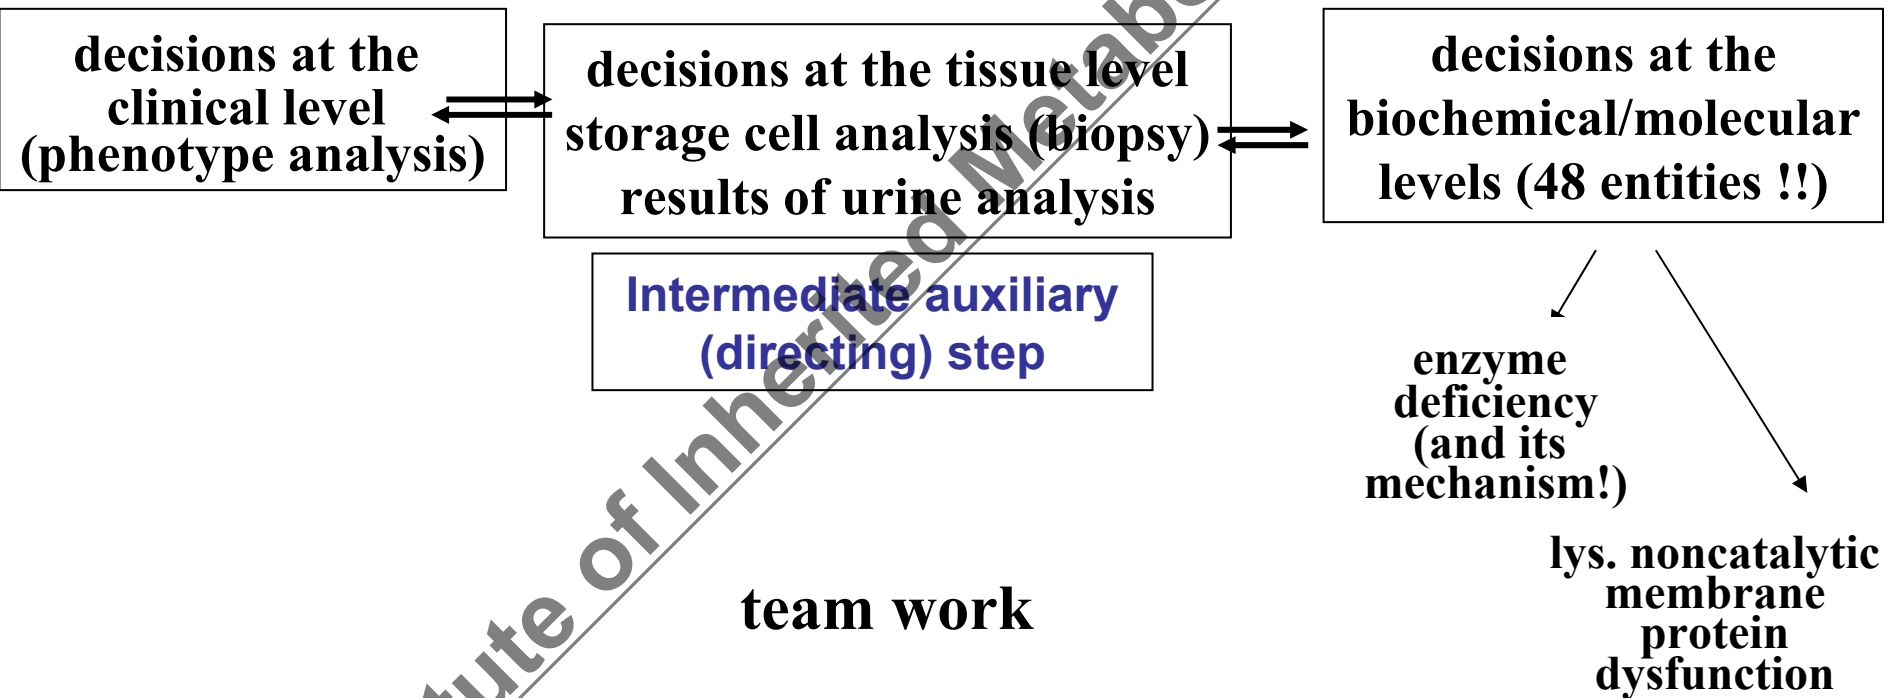 decisions at the
clinical level
(phenotype analysis)
decisions at the tissue level
storage cell analysis (biopsy)
results of urine analysis
decisions at the
biochemical/molecular
levels (48 entities !!)
Intermediate auxiliary
(directing) step
enzyme
deficiency
(and its
mechanism!)
lys. noncatalytic
membrane
protein
dysfunction
team work
of Inherited